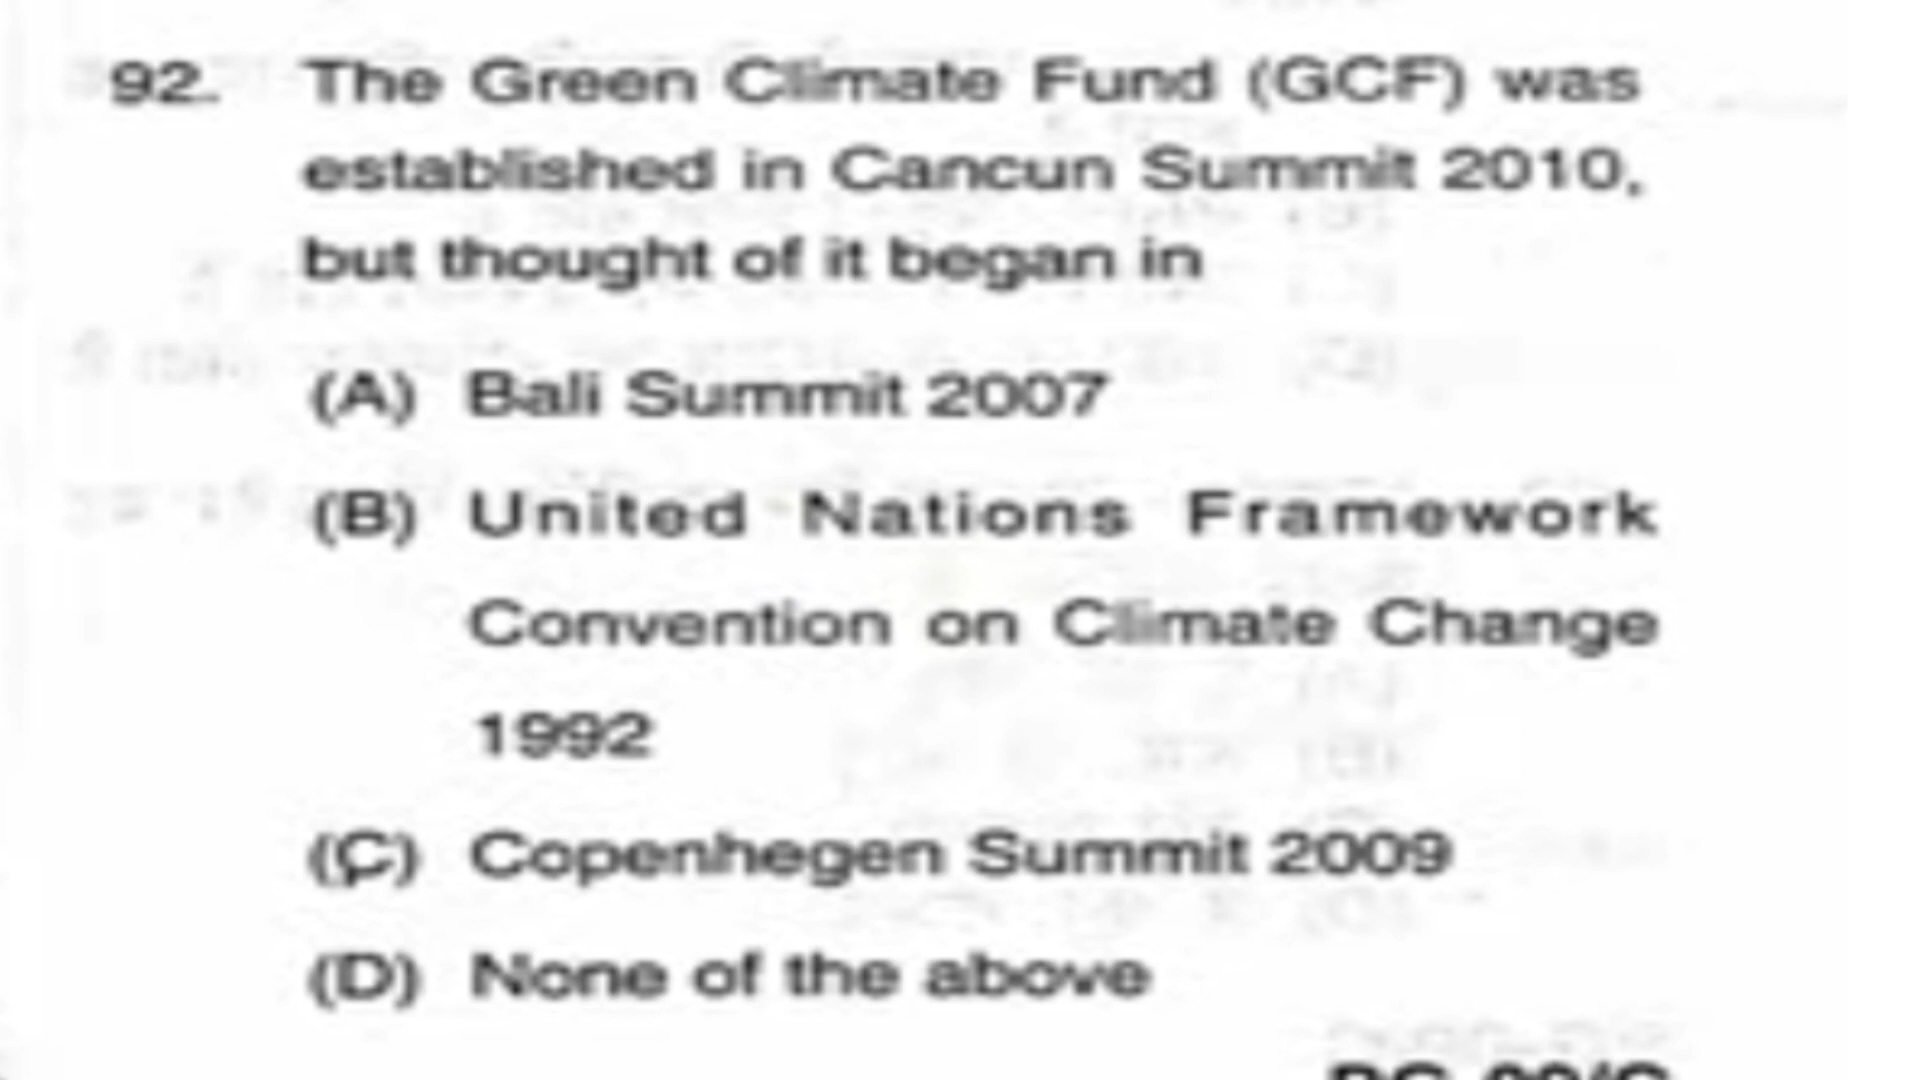 92. The Green Climate Fund (GCF) was
established in Cancun Summit 2010,
but thought of it began in
(A) Bali Summit 2007
(B) United Nations Framework
Convention on Climate Change
1992
(C) Copenhegen Summit 2009
(D) None of the above